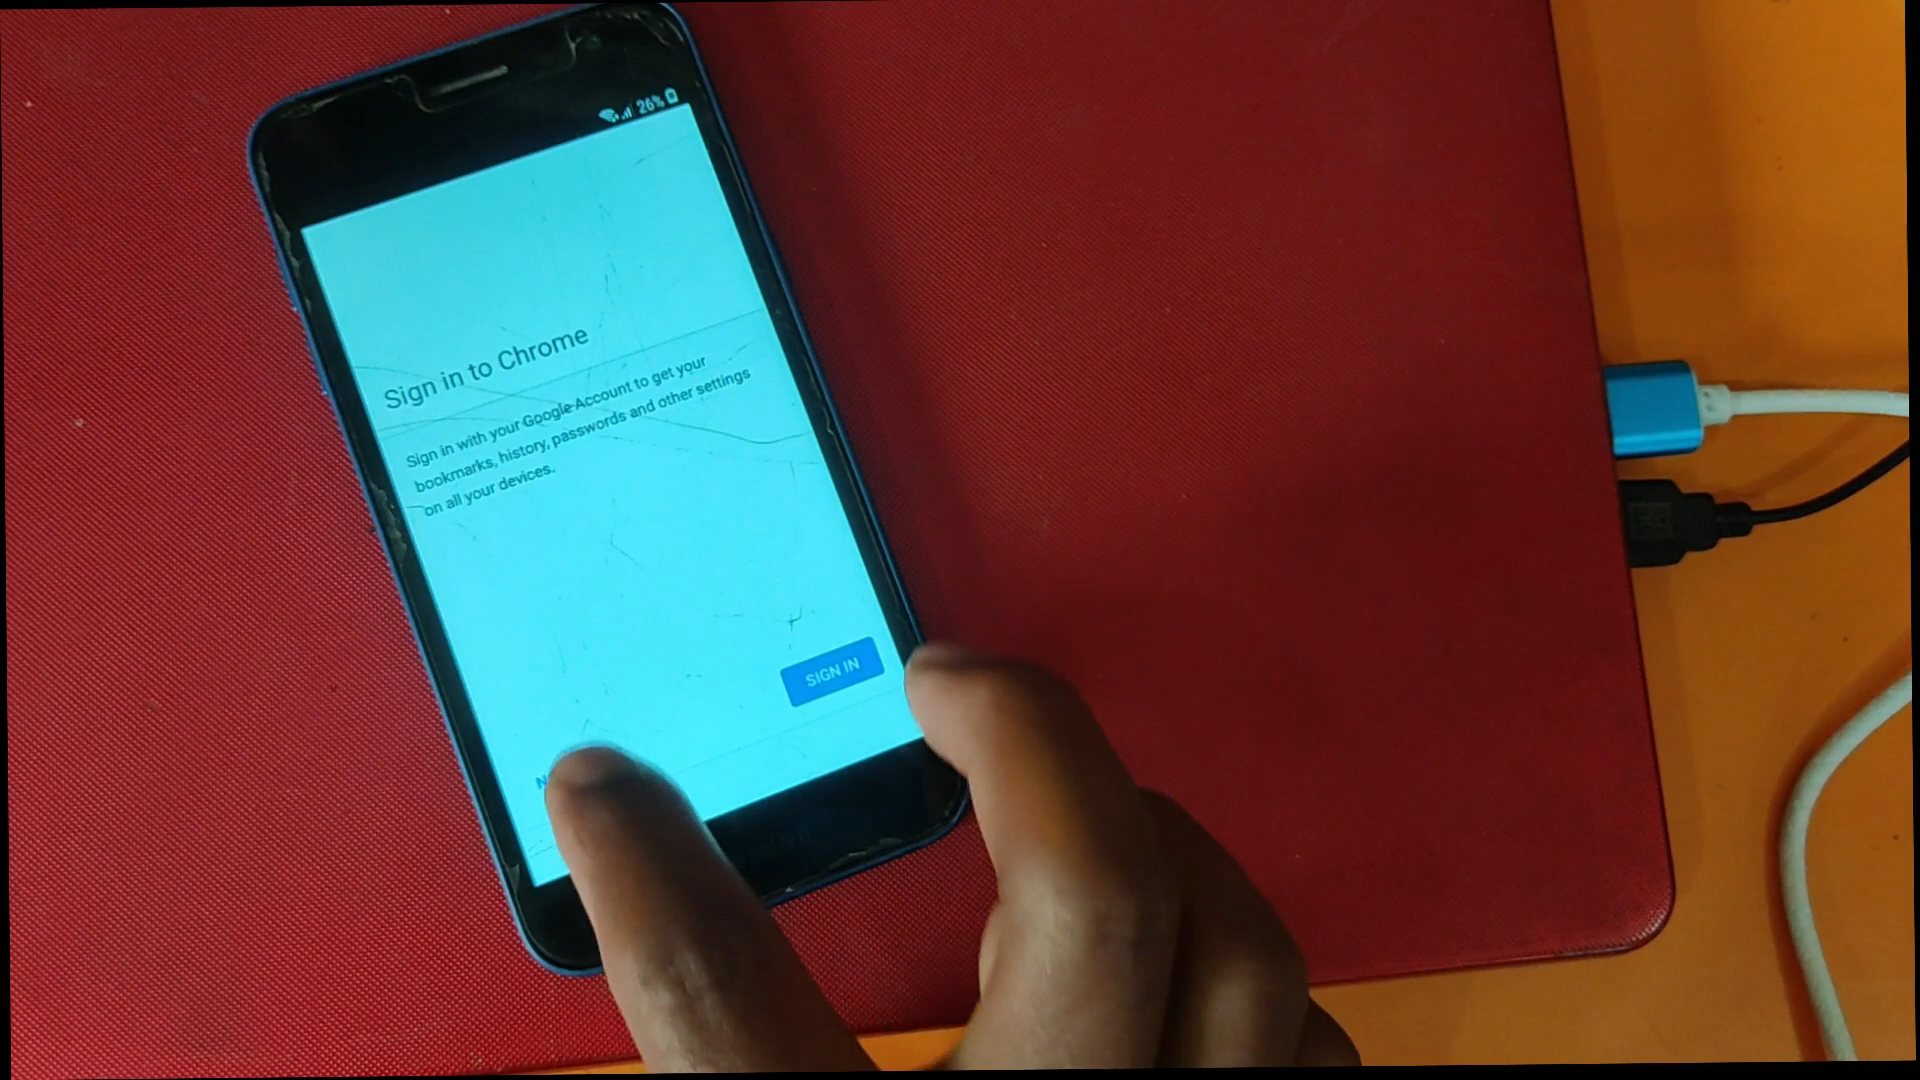 26%
Sign in to Chrome
Sign in with your Google Account to get your
bookmarks, history, passwords and other settings
on all your devices.
SIGN IN